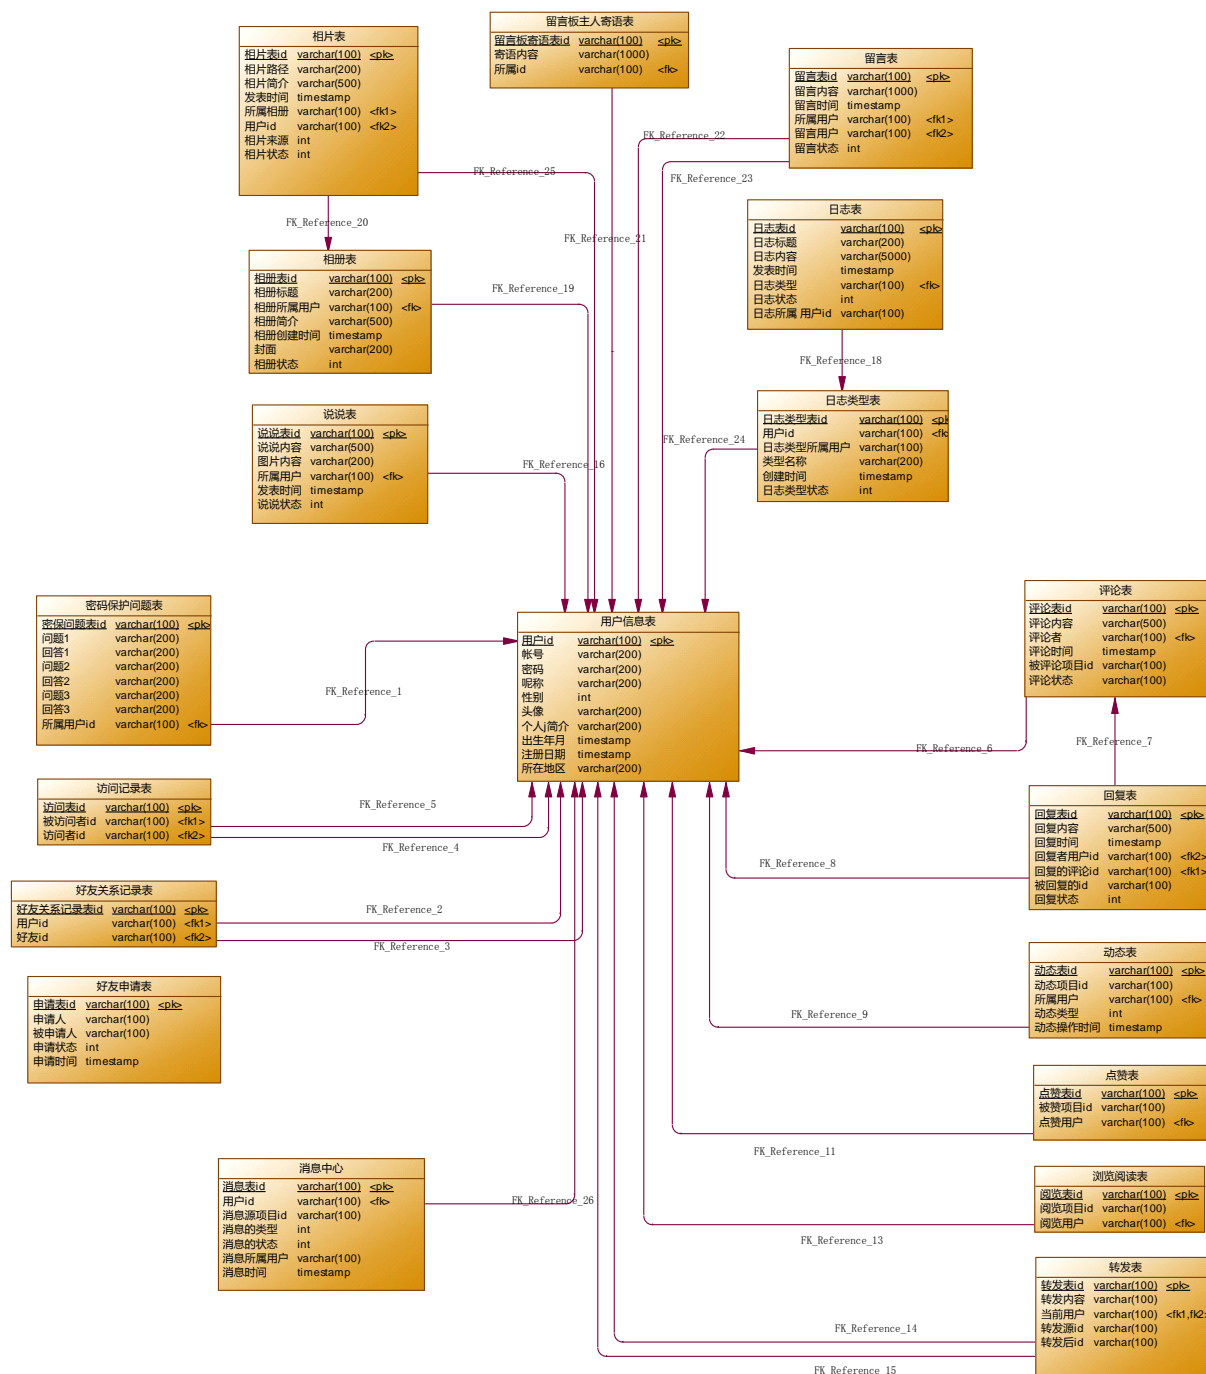 留言板主人寄语表
留言板寄语表id varchar(100) <pk>
寄语内容 varchar(1000)
所属id varchar(100) <fk>
相片表
相片表id varchar(100) <pk>
相片路径 varchar(200)
相片简介 varchar(500)
发表时间 timestamp
所属相册 varchar(100) <fk1>
用户id varchar(100) <fk2>
相片来源 int
相片状态 int
留言表
留言表id varchar(100) <pk>
留言内容 varchar(1000)
留言时间 timestamp
所属用户 varchar(100) <fk1>
留言用户 varchar(100) <fk2>
留言状态 int
FK_Reference_22
FK_Reference_25
FK_Reference_23
FK_Reference_20
FK_Reference_21
日志表
日志表id varchar(100) <pk>
日志标题 varchar(200)
日志内容 varchar(5000)
发表时间 timestamp
日志类型 varchar(100) <fk>
日志状态 int
日志所属 用户id varchar(100)
相册表
相册表id varchar(100) <pk>
相册标题 varchar(200)
相册所属用户 varchar(100) <fk>
相册简介 varchar(500)
相册创建时间 timestamp
封面 varchar(200)
相册状态 int
FK_Reference_19
FK_Reference_18
日志类型表
日志类型表id varchar(100) <pk
用户id varchar(100) <fk
日志类型所属用户 varchar(100)
类型名称 varchar(200)
创建时间 timestamp
日志类型状态 int
说说表
说说表id varchar(100) <pk>
说说内容 varchar(500)
图片内容 varchar(200)
所属用户 varchar(100) <fk>
发表时间 timestamp
说说状态 int
FK_Reference_24
FK_Reference_16
密码保护问题表
密保问题表id varchar(100) <pk>
问题1 varchar(200)
回答1 varchar(200)
问题2 varchar(200)
回答2 varchar(200)
问题3 varchar(200)
回答3 varchar(200)
所属用户id varchar(100) <fk>
FK_Reference_1
用户信息表
用户id varchar(100) <pk>
帐号 varchar(200)
密码 varchar(200)
昵称 varchar(200)
性别 int
头像 varchar(200)
个人j简介 varchar(200)
出生年月 timestamp
注册日期 timestamp
所在地区 varchar(200)
评论表
评论表id varchar(100) <pk>
评论内容 varchar(500)
评论者 varchar(100) <fk>
评论时间 timestamp
被评论项目id varchar(100)
评论状态 varchar(100)
FK_Reference_6
FK_Reference_7
访问记录表
访问表id varchar(100) <pk>
被访问者id varchar(100) <fk1>
访问者id varchar(100) <fk2>
FK_Reference_5
FK_Reference_4
回复表
回复表id varchar(100) <pk>
回复内容 varchar(500)
回复时间 timestamp
回复者用户id varchar(100) <fk2>
回复的评论id varchar(100) <fk1>
被回复的id varchar(100)
回复状态 int
FK_Reference_8
好友关系记录表
好友关系记录表id varchar(100) <pk>
用户id varchar(100) <fk1>
好友id varchar(100) <fk2>
FK_Reference_2
FK_Reference_3
动态表
动态表id varchar(100) <pk>
动态项目id varchar(100)
所属用户 varchar(100) <fk>
动态类型 int
动态操作时间 timestamp
FK_Reference_9
好友申请表
申请表id varchar(100) <pk>
申请人 varchar(100)
被申请人 varchar(100)
申请状态 int
申请时间 timestamp
点赞表
点赞表id varchar(100) <pk>
被赞项目id varchar(100)
点赞用户 varchar(100) <fk>
FK_Reference_11
消息中心
消息表id varchar(100) <pk>
用户id varchar(100) <fk>
消息源项目id varchar(100)
消息的类型 int
消息的状态 int
消息所属用户 varchar(100)
消息时间 timestamp
FK_Reference_26
浏览阅读表
阅览表id varchar(100) <pk>
阅览项目id varchar(100)
阅览用户 varchar(100) <fk>
FK_Reference_13
转发表
转发表id varchar(100) <pk>
转发内容 varchar(100)
当前用户 varchar(100) <fk1,fk2>
转发源id varchar(100)
转发后id varchar(100)
FK_Reference_14
FK_Reference_15